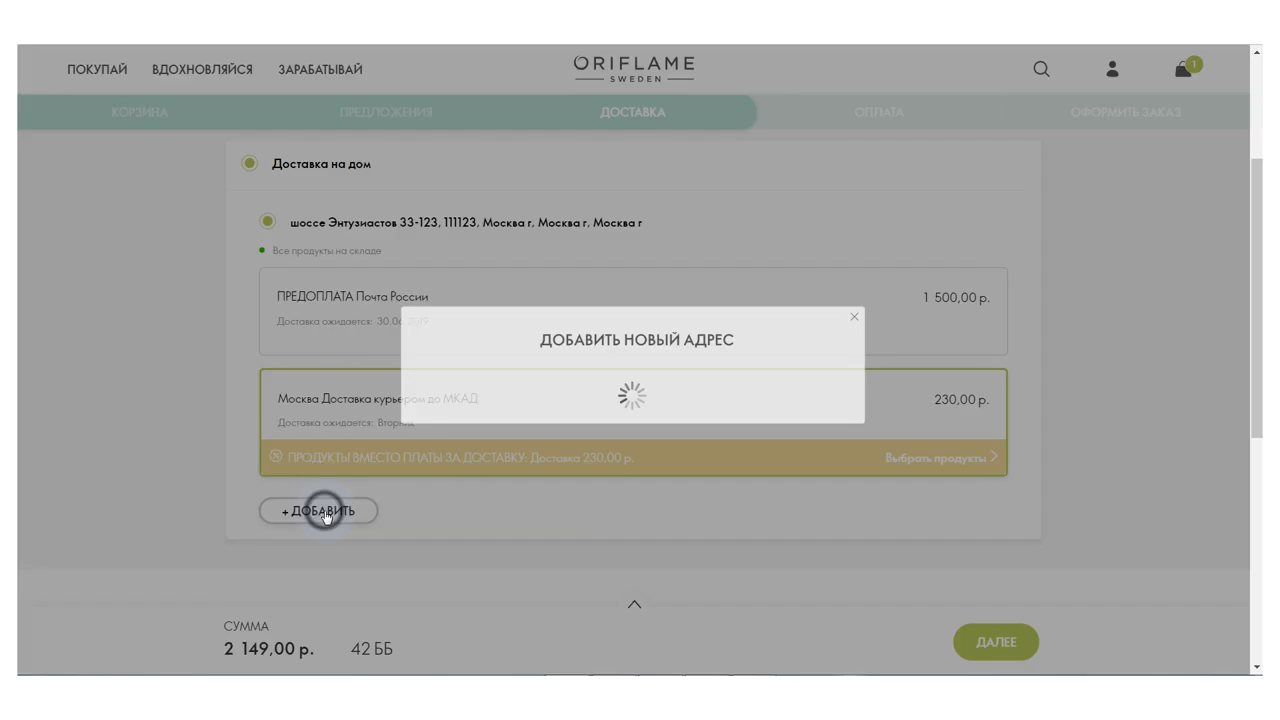 ПОКУПАЙ ВДОХНОВЛЯЙСЯ ЗАРАБАТЫВАЙ
ORIFLAME
SWEDEN
1
КОРЗИНА ПРЕДЛОЖЕНИЯ ДОСТАВКА ОПЛАТА ОФОРМИТЬ ЗАКАЗ
Доставка на дом
шоссе Энтузиастов 33-123, 111123, Москва г, Москва г, Москва г
Все продукты на складе
ПРЕДОПЛАТА Почта России 1 500,00 р.
Доставка ожидается: 30.06.2019
ДОБАВИТЬ НОВЫЙ АДРЕС
Москва Доставка курьером до МКАД 230,00 р.
Доставка ожидается: Вторник
ПРОДУКТЫ ВМЕСТО ПЛАТЫ ЗА ДОСТАВКУ- Доставка 230,00 р. Выбрать продукты
+ ДОБАВИТЬ
СУММА
2 149,00 р. 42 ББ
ДАЛЕЕ